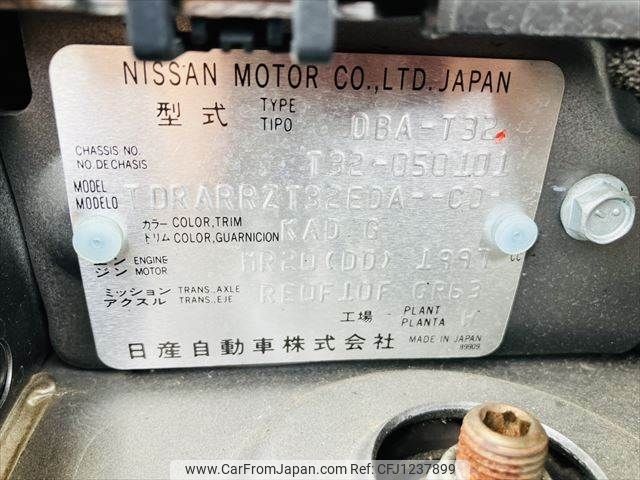 NISSAN MOTOR CO.,LTD.JAPAN
型式 TYPE TIPO DBA-T32
CHASSIS NO. NO.DE CHASIS T32-050101
MODEL MODELO TDRARRZT32EDA--CD-
カラー COLOR,TRIM
トリム COLOR,GUARNICION KAD G
エンジン ENGINE MOTOR MR20(DD) 1997 CC
ミッション TRANS.,AXLE
アクスル TRANS.,EJE RE0F10F GR63
工場 PLANT PLANTA
日産自動車株式会社 MADE IN JAPAN
99909
www.CarFromJapan.com | Stock ID: CFJ1237899